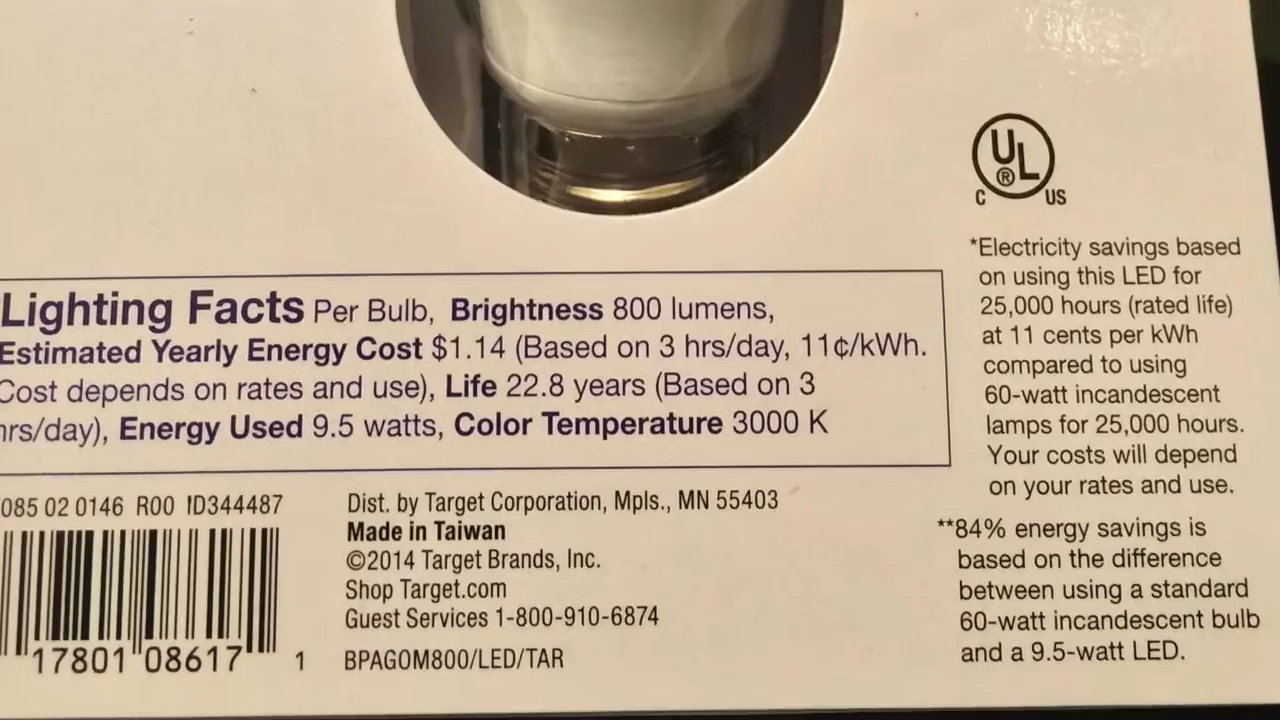 UL
®
C US
*Electricity savings based
on using this LED for
25,000 hours (rated life)
at 11 cents per kWh
compared to using
60-watt incandescent
lamps for 25,000 hours.
Your costs will depend
on your rates and use.
**84% energy savings is
based on the difference
between using a standard
60-watt incandescent bulb
and a 9.5-watt LED.
Lighting Facts Per Bulb, Brightness 800 lumens,
Estimated Yearly Energy Cost $1.14 (Based on 3 hrs/day, 11¢/kWh.
Cost depends on rates and use), Life 22.8 years (Based on 3
hrs/day), Energy Used 9.5 watts, Color Temperature 3000 K
085 02 0146 R00 ID344487
17801 08617 1
Dist. by Target Corporation, Mpls., MN 55403
Made in Taiwan
©2014 Target Brands, Inc.
Shop Target.com
Guest Services 1-800-910-6874
BPAGOM800/LED/TAR